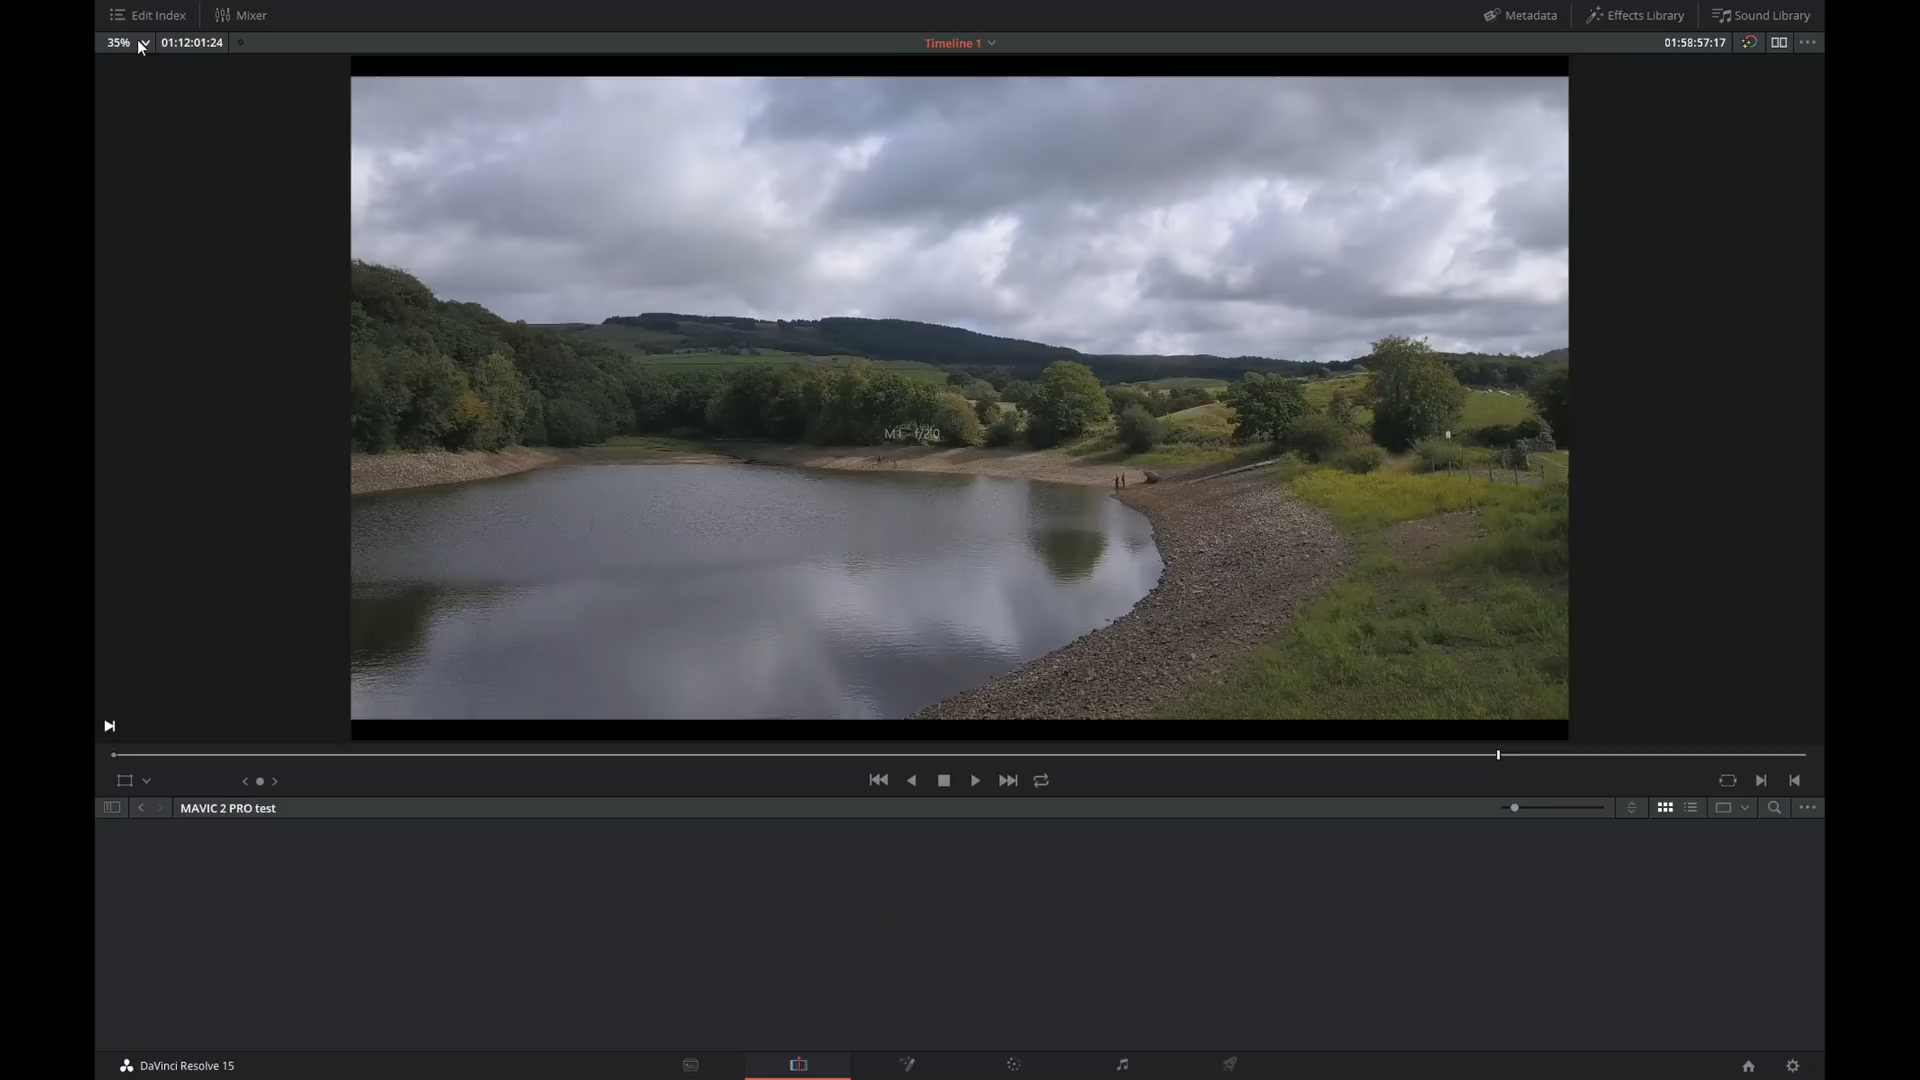 Edit Index
Mixer
Metadata
Effects Library
Sound Library
35%
01:12:01:24
Timeline 1
01:58:57:17
MAVIC 2 PRO test
DaVinci Resolve 15